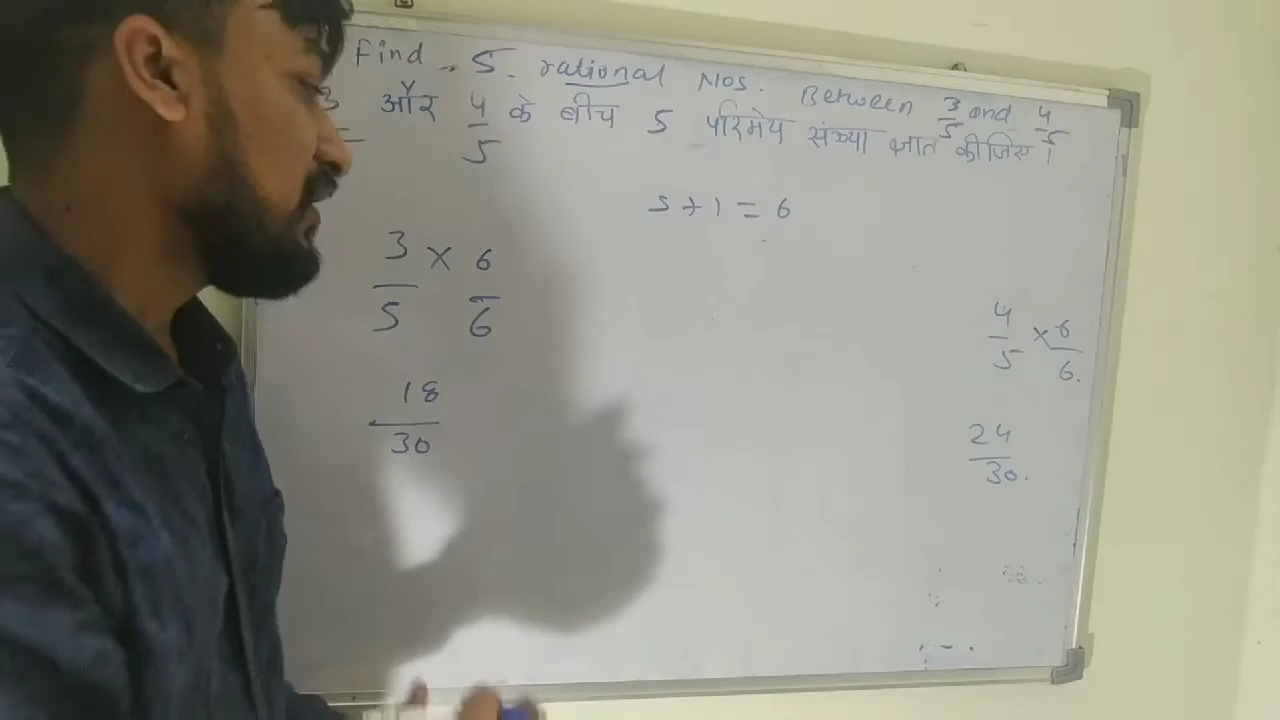 Find 5 rational Nos. Between 3/5 and 4/5
3 और 4/5 के बीच 5 परिमेय संख्या ज्ञात कीजिए।
5 + 1 = 6
3/5 × 6/6
4/5 × 6/6.
18/30
24/30.